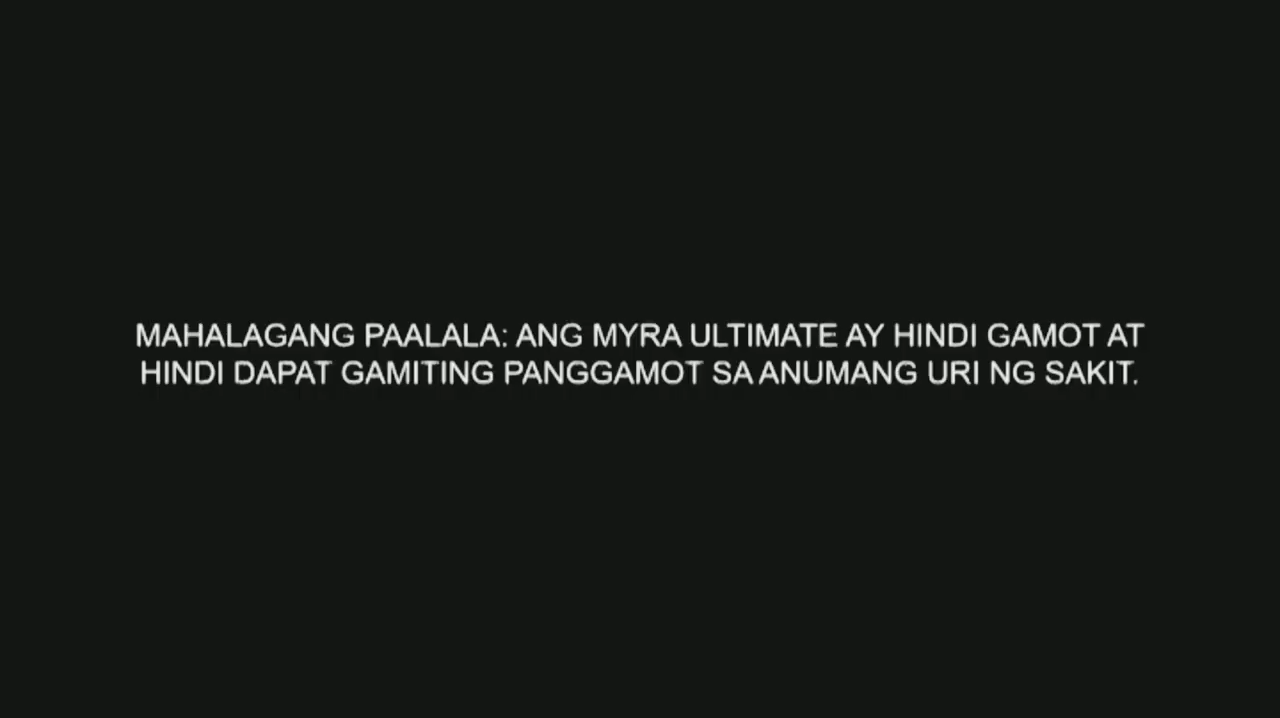 MAHALAGANG PAALALA: ANG MYRA ULTIMATE AY HINDI GAMOT AT
HINDI DAPAT GAMITING PANGGAMOT SA ANUMANG URI NG SAKIT.